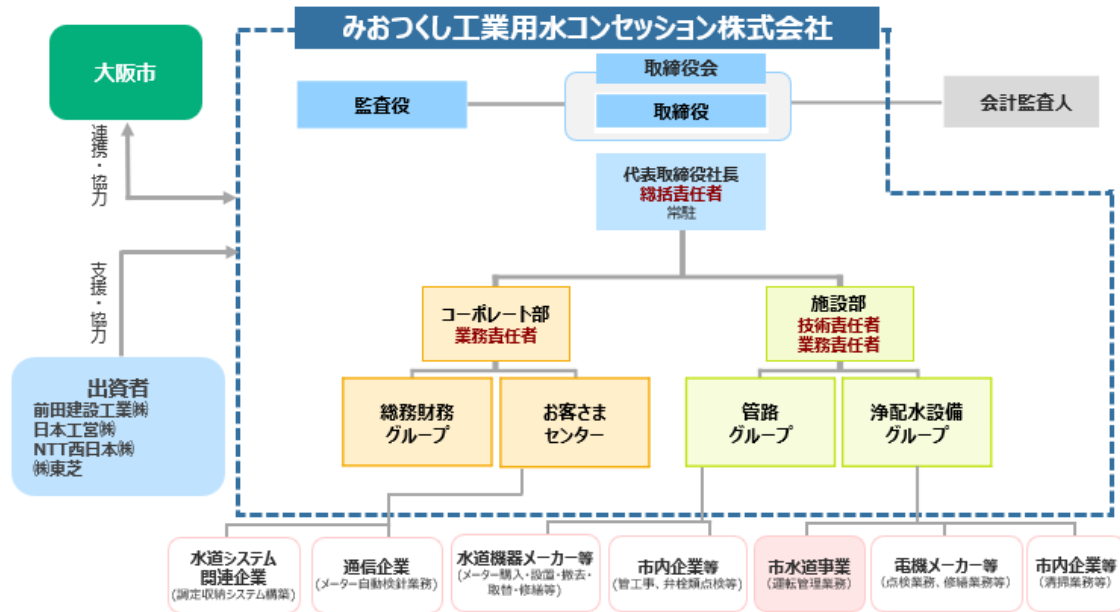 みおつくし工業用水コンセッション株式会社
大阪市
取締役会
監査役
取締役
会計監査人
連携・協力
代表取締役社長
総括責任者
常駐
支援・協力
コーポレート部
業務責任者
施設部
技術責任者
業務責任者
出資者
前田建設工業㈱
日本工営㈱
NTT西日本㈱
㈱東芝
総務財務
グループ
お客さま
センター
管路
グループ
浄配水設備
グループ
水道システム
関連企業
(調定収納システム構築)
通信企業
(メーター自動検針業務)
水道機器メーカー等
(メーター購入・設置・撤去・
取替・修繕等)
市内企業等
(管工事、弁栓類点検等)
市水道事業
(運転管理業務)
電機メーカー等
(点検業務、修繕業務等)
市内企業等
(清掃業務等)